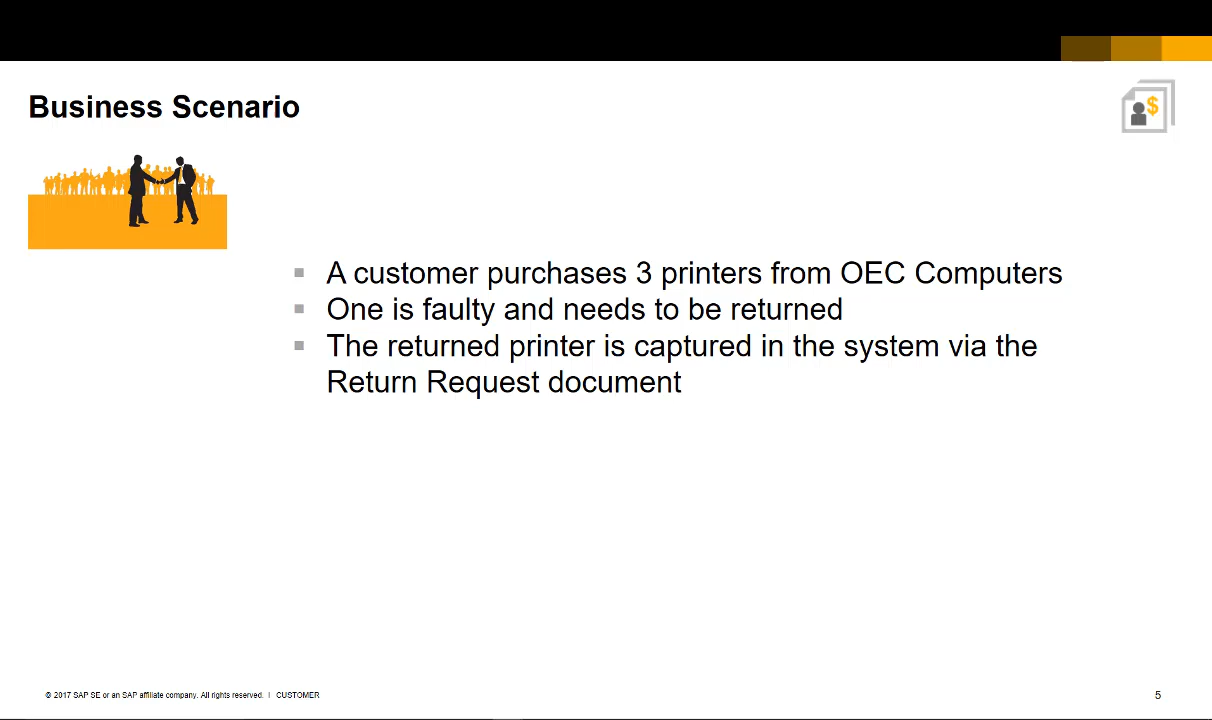 Business Scenario
$
A customer purchases 3 printers from OEC Computers
One is faulty and needs to be returned
The returned printer is captured in the system via the
Return Request document
© 2017 SAP SE or an SAP affiliate company. All rights reserved. I CUSTOMER
5